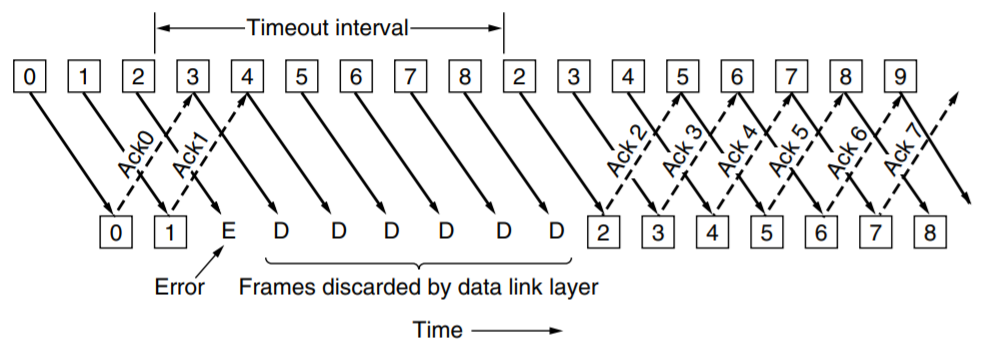 Timeout interval
0 1 2 3 4 5 6 7 8 2 3 4 5 6 7 8 9
Ack0 Ack1 Ack 2 Ack 3 Ack 4 Ack 5 Ack 6 Ack 7
0 1 E D D D D D D 2 3 4 5 6 7 8
Error Frames discarded by data link layer
Time